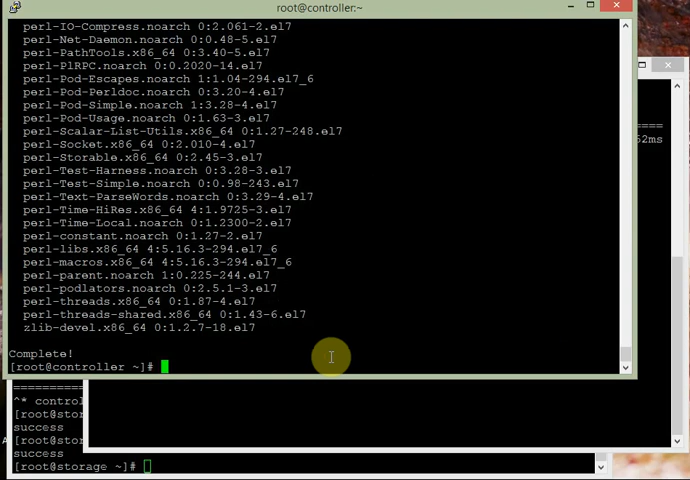 root@controller:~
perl-IO-Compress.noarch 0:2.061-2.el7
perl-Net-Daemon.noarch 0:0.48-5.el7
perl-PathTools.x86_64 0:3.40-5.el7
perl-PlRPC.noarch 0:0.2020-14.el7
perl-Pod-Escapes.noarch 1:1.04-294.el7_6
perl-Pod-Perldoc.noarch 0:3.20-4.el7
perl-Pod-Simple.noarch 1:3.28-4.el7
perl-Pod-Usage.noarch 0:1.63-3.el7
perl-Scalar-List-Utils.x86_64 0:1.27-248.el7
perl-Socket.x86_64 0:2.010-4.el7
perl-Storable.x86_64 0:2.45-3.el7
perl-Test-Harness.noarch 0:3.28-3.el7
perl-Test-Simple.noarch 0:0.98-243.el7
perl-Text-ParseWords.noarch 0:3.29-4.el7
perl-Time-HiRes.x86_64 4:1.9725-3.el7
perl-Time-Local.noarch 0:1.2300-2.el7
perl-constant.noarch 0:1.27-2.el7
perl-libs.x86_64 4:5.16.3-294.el7_6
perl-macros.x86_64 4:5.16.3-294.el7_6
perl-parent.noarch 1:0.225-244.el7
perl-podlators.noarch 0:2.5.1-3.el7
perl-threads.x86_64 0:1.87-4.el7
perl-threads-shared.x86_64 0:1.43-6.el7
zlib-devel.x86_64 0:1.2.7-18.el7
Complete!
[root@controller ~]#
====
52ms
==========
^* control
[root@stor
success
[root@stor
success
[root@storage ~]#